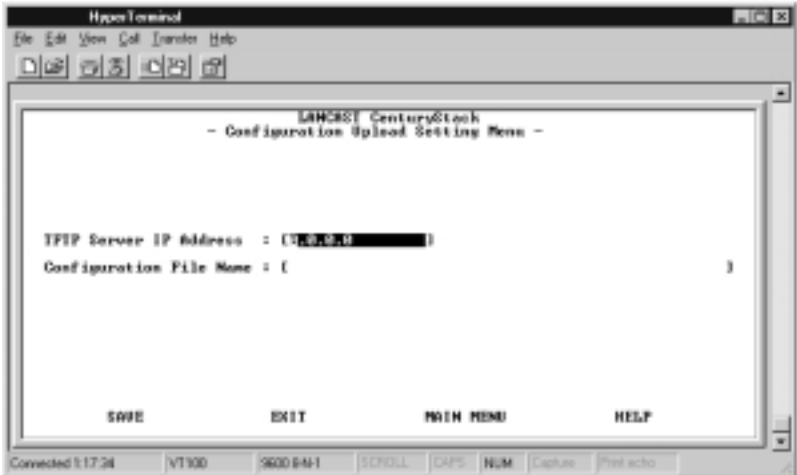 HyperTerminal
File Edit View Call Transfer Help
LANCAST CenturyStack
- Configuration Upload Setting Menu -
TFTP Server IP Address : [0.0.0.0 ]
Configuration File Name : [ ]
SAVE EXIT MAIN MENU HELP
Connected 1:17:34 VT100 9600 8-N-1 SCROLL CAPS NUM Capture Print echo